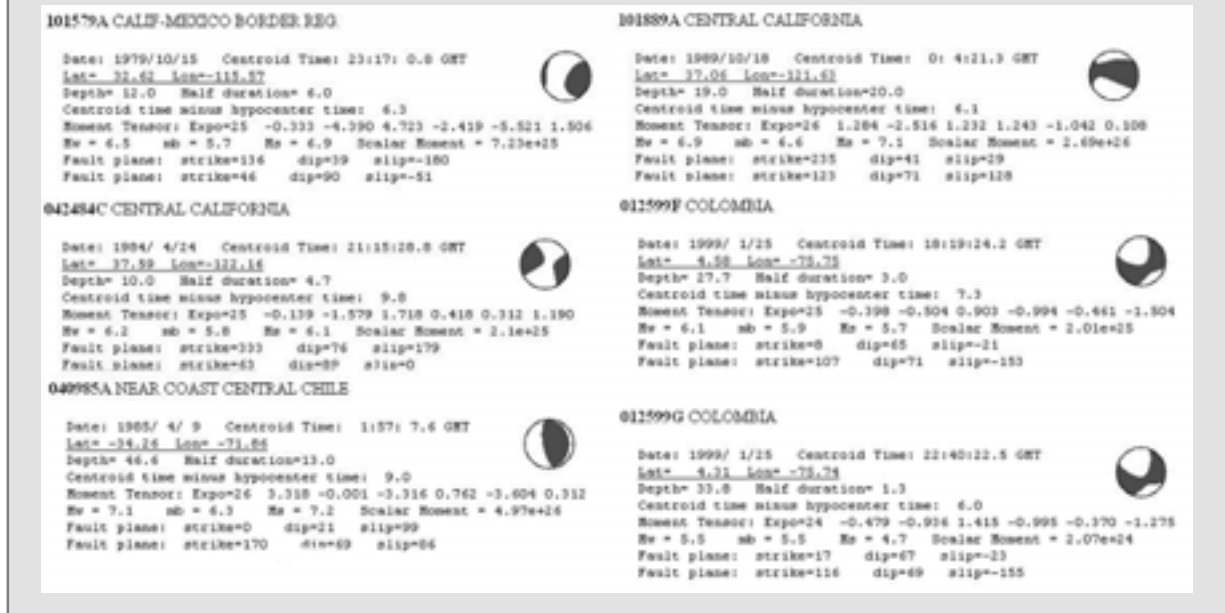 101579A CALIF-MEXICO BORDER REG.
Date: 1979/10/15 Centroid Time: 23:17: 0.8 GMT
Lat= 32.62 Lon=-115.57
Depth= 12.0 Half duration= 6.0
Centroid time minus hypocenter time: 6.3
Moment Tensor: Expo=25 -0.333 -4.390 4.723 -2.419 -5.521 1.506
Mw = 6.5 mb = 5.7 Ms = 6.9 Scalar Moment = 7.23e+25
Fault plane: strike=136 dip=39 slip=-180
Fault plane: strike=46 dip=90 slip=-51
042484C CENTRAL CALIFORNIA
Date: 1984/ 4/24 Centroid Time: 21:15:28.8 GMT
Lat= 37.59 Lon=-122.16
Depth= 10.0 Half duration= 4.7
Centroid time minus hypocenter time: 9.8
Moment Tensor: Expo=25 -0.139 -1.579 1.718 0.418 0.312 1.190
Mw = 6.2 mb = 5.8 Ms = 6.1 Scalar Moment = 2.1e+25
Fault plane: strike=333 dip=76 slip=179
Fault plane: strike=63 dip=89 slip=0
040985A NEAR COAST CENTRAL CHILE
Date: 1985/ 4/ 9 Centroid Time: 1:57: 7.6 GMT
Lat= -34.26 Lon= -71.86
Depth= 46.6 Half duration=13.0
Centroid time minus hypocenter time: 9.0
Moment Tensor: Expo=26 3.318 -0.001 -3.316 0.762 -3.604 0.312
Mw = 7.1 mb = 6.3 Ms = 7.2 Scalar Moment = 4.97e+26
Fault plane: strike=0 dip=21 slip=99
Fault plane: strike=170 dip=69 slip=86
101889A CENTRAL CALIFORNIA
Date: 1989/10/18 Centroid Time: 0: 4:21.3 GMT
Lat= 37.06 Lon=-121.63
Depth= 19.0 Half duration=20.0
Centroid time minus hypocenter time: 6.1
Moment Tensor: Expo=26 1.284 -2.516 1.232 1.243 -1.042 0.108
Mw = 6.9 mb = 6.6 Ms = 7.1 Scalar Moment = 2.69e+26
Fault plane: strike=235 dip=41 slip=29
Fault plane: strike=123 dip=71 slip=128
012599F COLOMBIA
Date: 1999/ 1/25 Centroid Time: 18:19:24.2 GMT
Lat= 4.58 Lon= -75.75
Depth= 27.7 Half duration= 3.0
Centroid time minus hypocenter time: 7.3
Moment Tensor: Expo=25 -0.398 -0.504 0.903 -0.994 -0.461 -1.504
Mw = 6.1 mb = 5.9 Ms = 5.7 Scalar Moment = 2.01e+25
Fault plane: strike=8 dip=65 slip=-21
Fault plane: strike=107 dip=71 slip=-153
012599G COLOMBIA
Date: 1999/ 1/25 Centroid Time: 22:40:22.5 GMT
Lat= 4.31 Lon= -75.74
Depth= 33.8 Half duration= 1.3
Centroid time minus hypocenter time: 6.0
Moment Tensor: Expo=24 -0.479 -0.936 1.415 -0.995 -0.370 -1.275
Mw = 5.5 mb = 5.5 Ms = 4.7 Scalar Moment = 2.07e+24
Fault plane: strike=17 dip=67 slip=-23
Fault plane: strike=116 dip=69 slip=-155